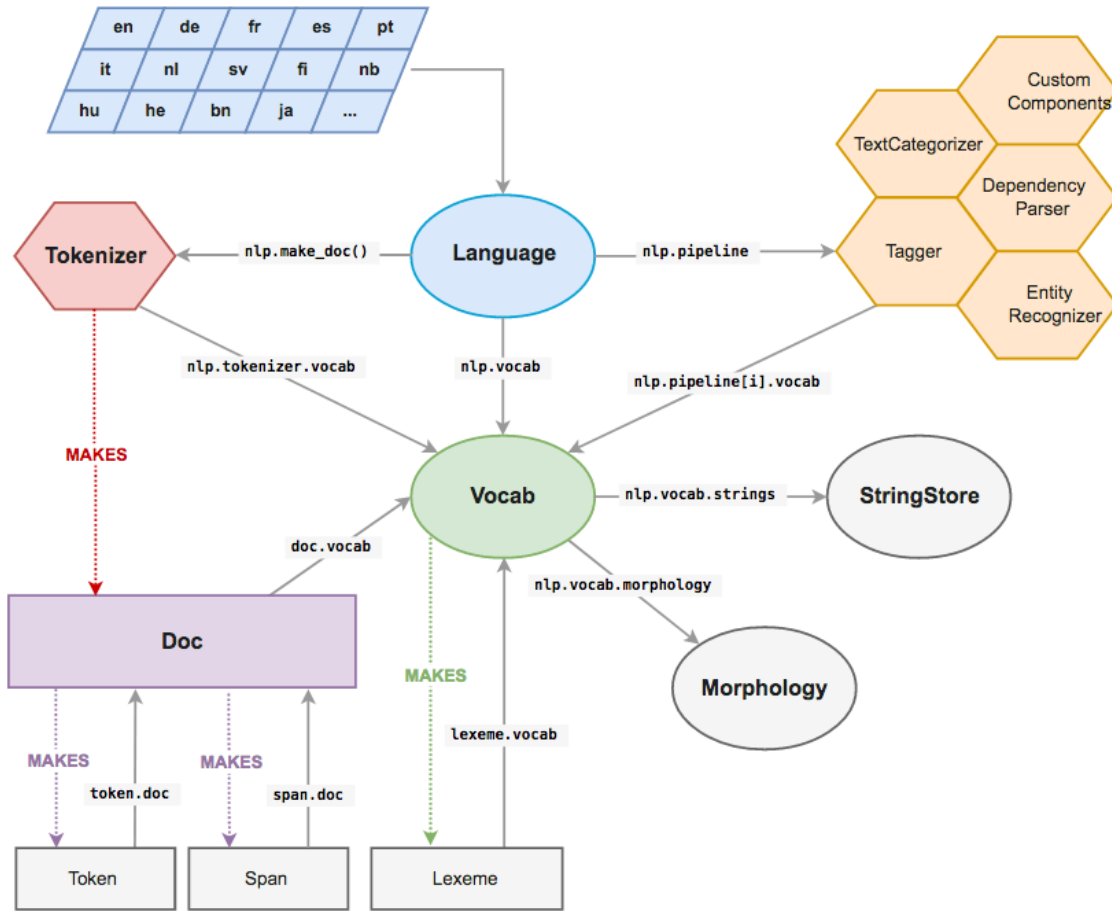 en de fr es pt
it nl sv fi nb
hu he bn ja ...
Custom
Components
TextCategorizer
Dependency
Parser
Tokenizer
nlp.make_doc()
Language
nlp.pipeline
Tagger
Entity
Recognizer
nlp.tokenizer.vocab
nlp.vocab
nlp.pipeline[i].vocab
MAKES
Vocab
nlp.vocab.strings
StringStore
doc.vocab
nlp.vocab.morphology
Doc
MAKES
Morphology
lexeme.vocab
MAKES
MAKES
token.doc
span.doc
Token
Span
Lexeme